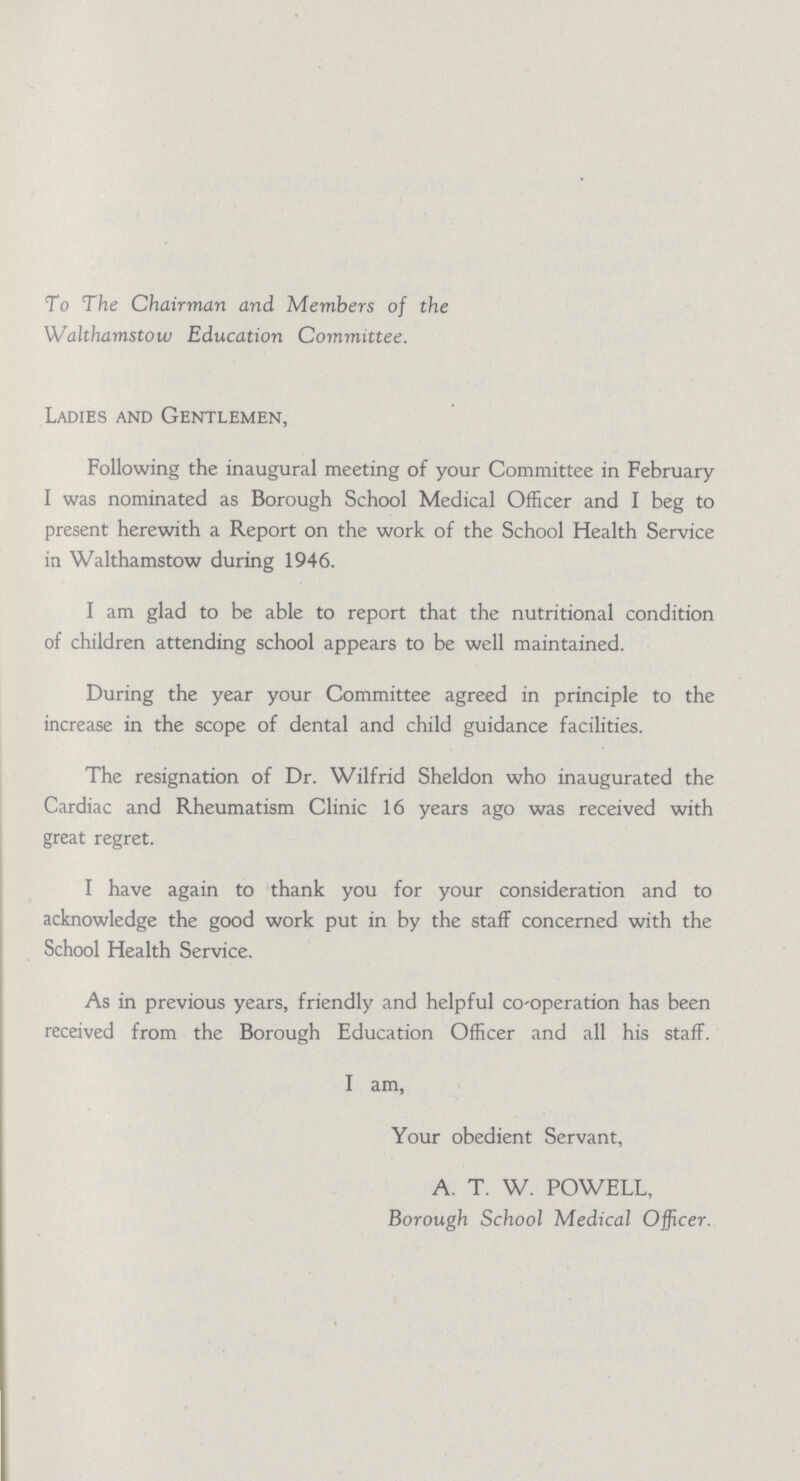 To The Chairman and Members of the
Walthamstow Education Committee.
Ladies and Gentlemen,
Following the inaugural meeting of your Committee in February
I was nominated as Borough School Medical Officer and I beg to
present herewith a Report on the work of the School Health Service
in Walthamstow during 1946.
I am glad to be able to report that the nutritional condition
of children attending school appears to be well maintained.
During the year your Committee agreed in principle to the
increase in the scope of dental and child guidance facilities.
The resignation of Dr. Wilfrid Sheldon who inaugurated the
Cardiac and Rheumatism Clinic 16 years ago was received with
great regret.
I have again to thank you for your consideration and to
acknowledge the good work put in by the staff concerned with the
School Health Service.
As in previous years, friendly and helpful co-operation has been
received from the Borough Education Officer and all his staff.
I am,
Your obedient Servant,
A. T. W. POWELL,
Borough School Medical Officer.